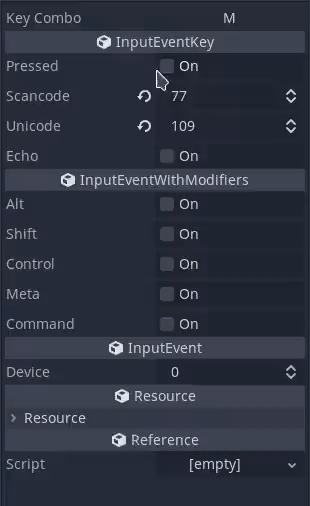 Key Combo M
InputEventKey
Pressed On
Scancode 77
Unicode 109
Echo On
InputEventWithModifiers
Alt On
Shift On
Control On
Meta On
Command On
InputEvent
Device 0
Resource
Resource
Reference
Script [empty]